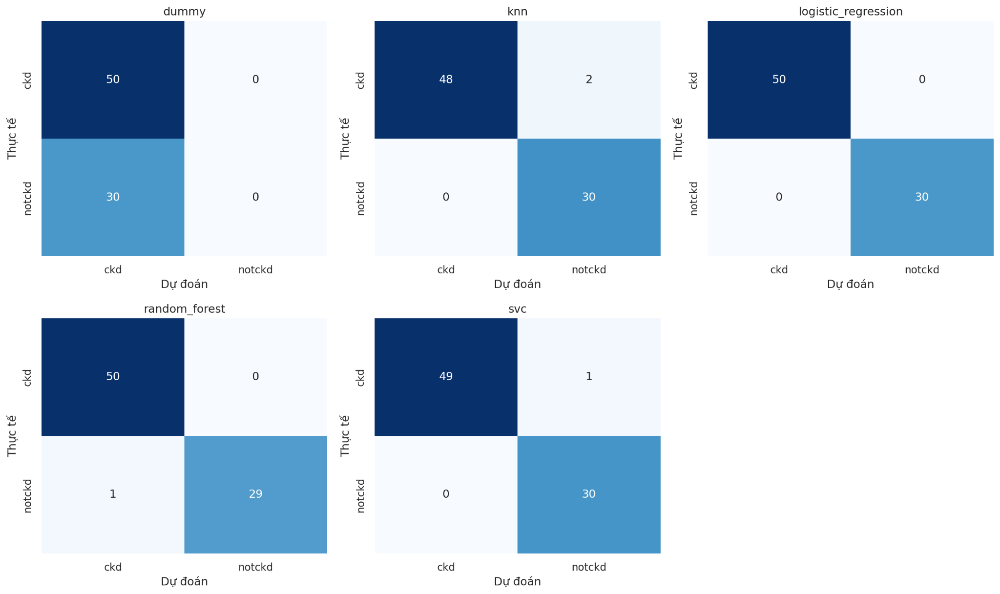 dummy
Thực tế
ckd
50
0
notckd
30
0
ckd
notckd
Dự đoán
knn
Thực tế
ckd
48
2
notckd
0
30
ckd
notckd
Dự đoán
logistic_regression
Thực tế
ckd
50
0
notckd
0
30
ckd
notckd
Dự đoán
random_forest
Thực tế
ckd
50
0
notckd
1
29
ckd
notckd
Dự đoán
svc
Thực tế
ckd
49
1
notckd
0
30
ckd
notckd
Dự đoán